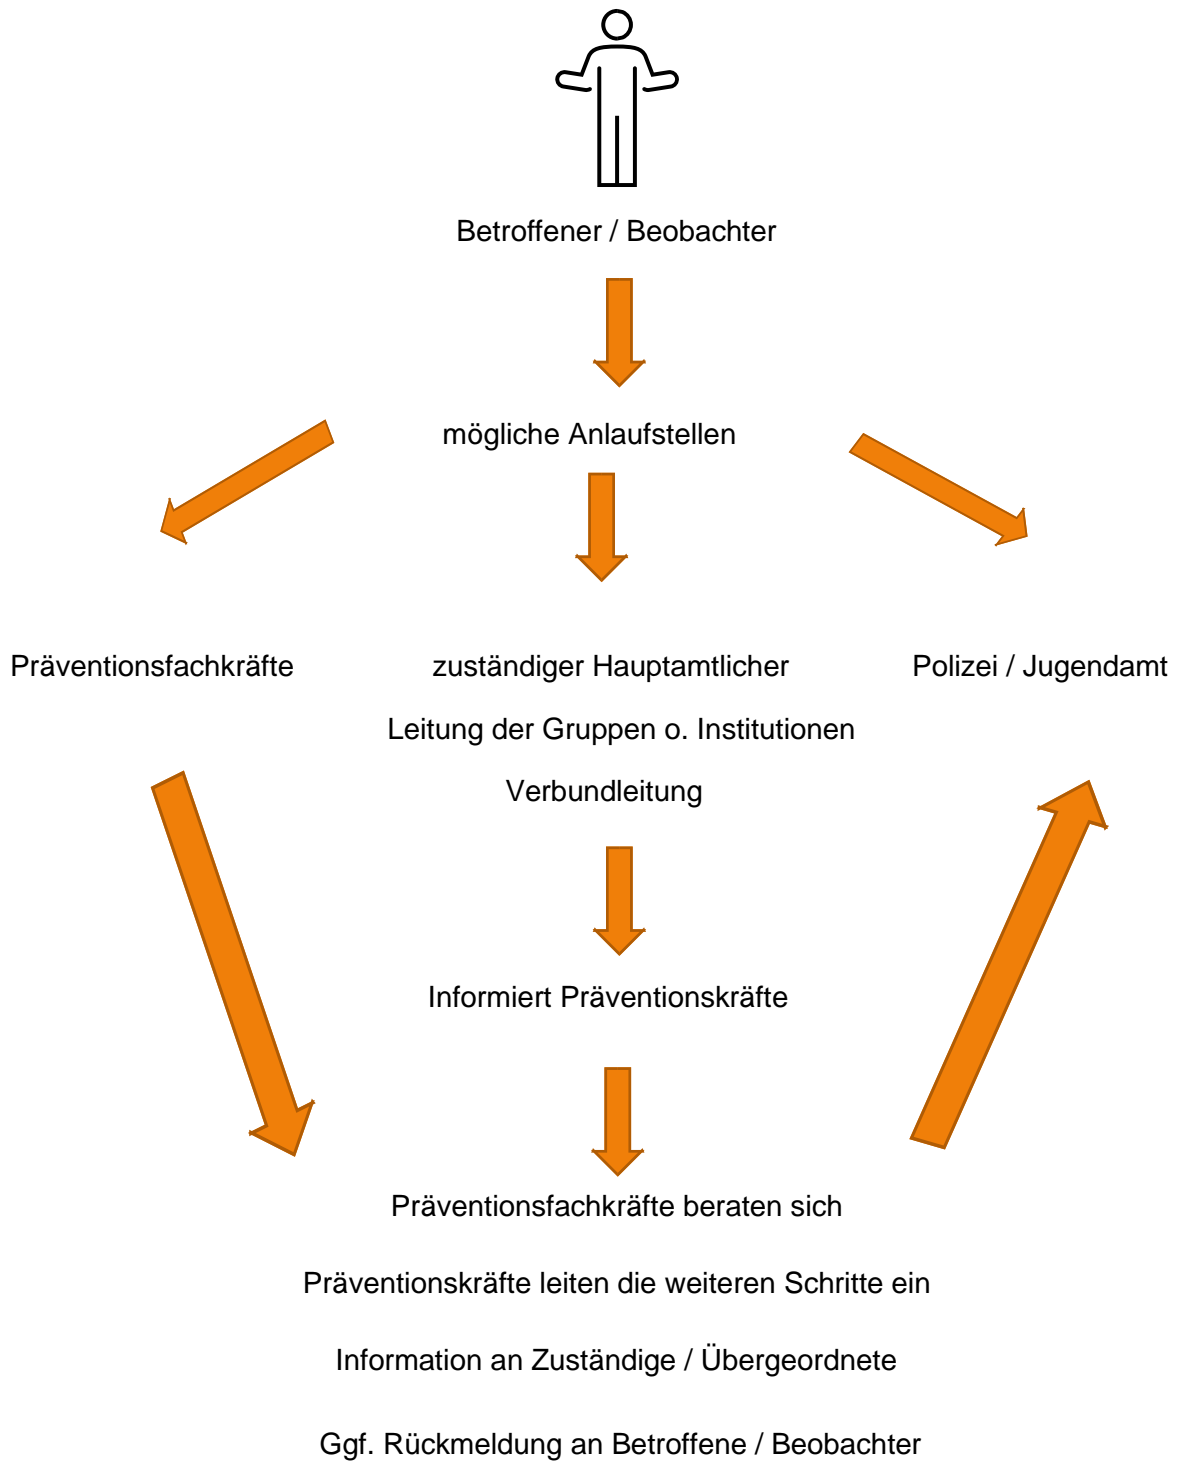 Betroffener / Beobachter
mögliche Anlaufstellen
Präventionsfachkräfte
zuständiger Hauptamtlicher
Polizei / Jugendamt
Leitung der Gruppen o. Institutionen
Verbundleitung
Informiert Präventionskräfte
Präventionsfachkräfte beraten sich
Präventionskräfte leiten die weiteren Schritte ein
Information an Zuständige / Übergeordnete
Ggf. Rückmeldung an Betroffene / Beobachter